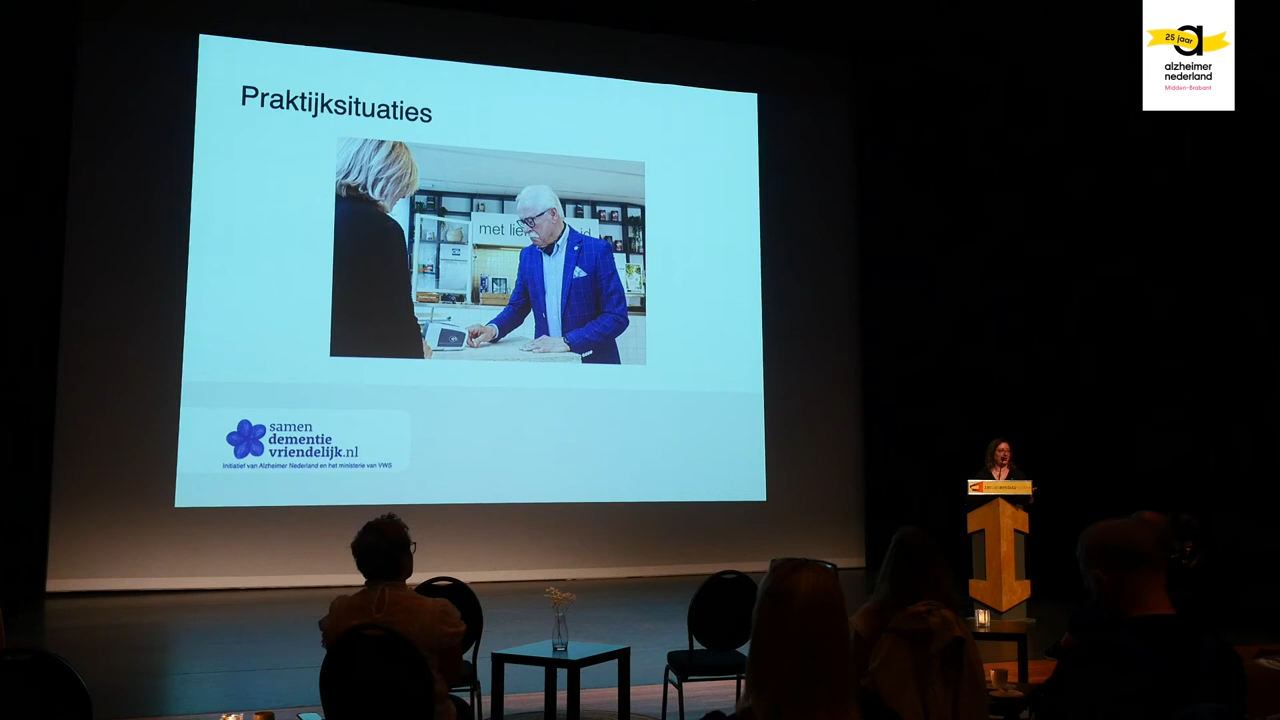 Praktijksituaties
met
samen
dementie
vriendelijk.nl
Initiatief van Alzheimer Nederland en het ministerie van VWS
25 jaar
a
alzheimer
nederland
Midden-Brabant